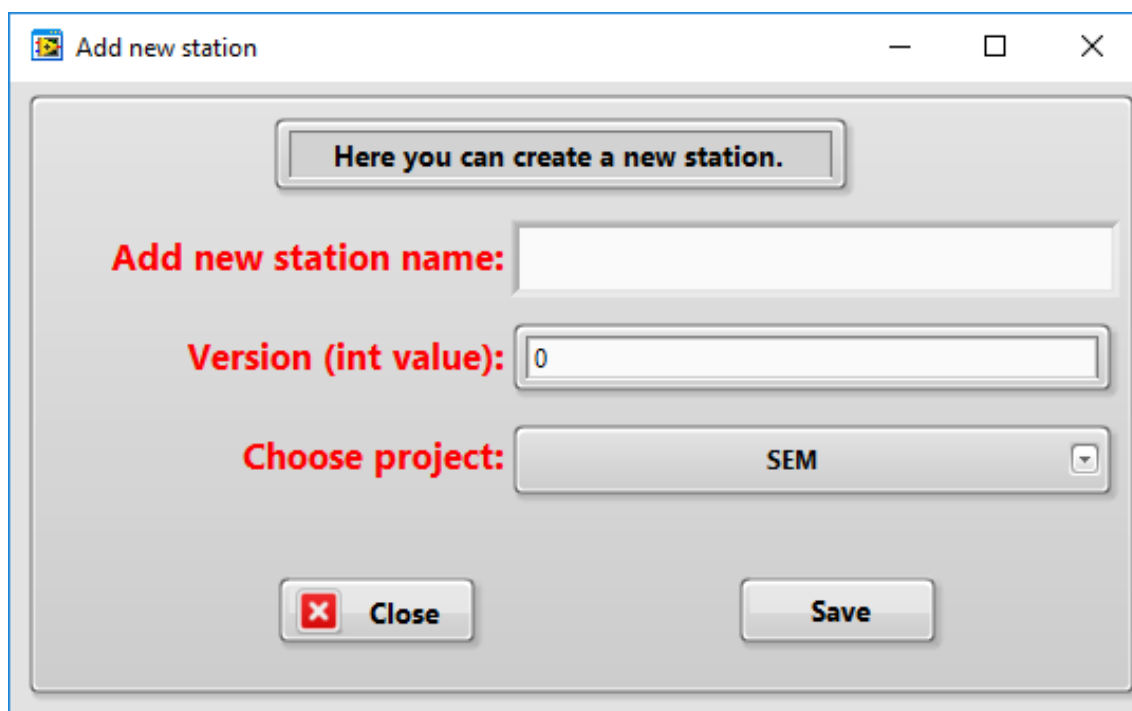 Add new station
Here you can create a new station.
Add new station name:
Version (int value): 0
Choose project: SEM
Close Save